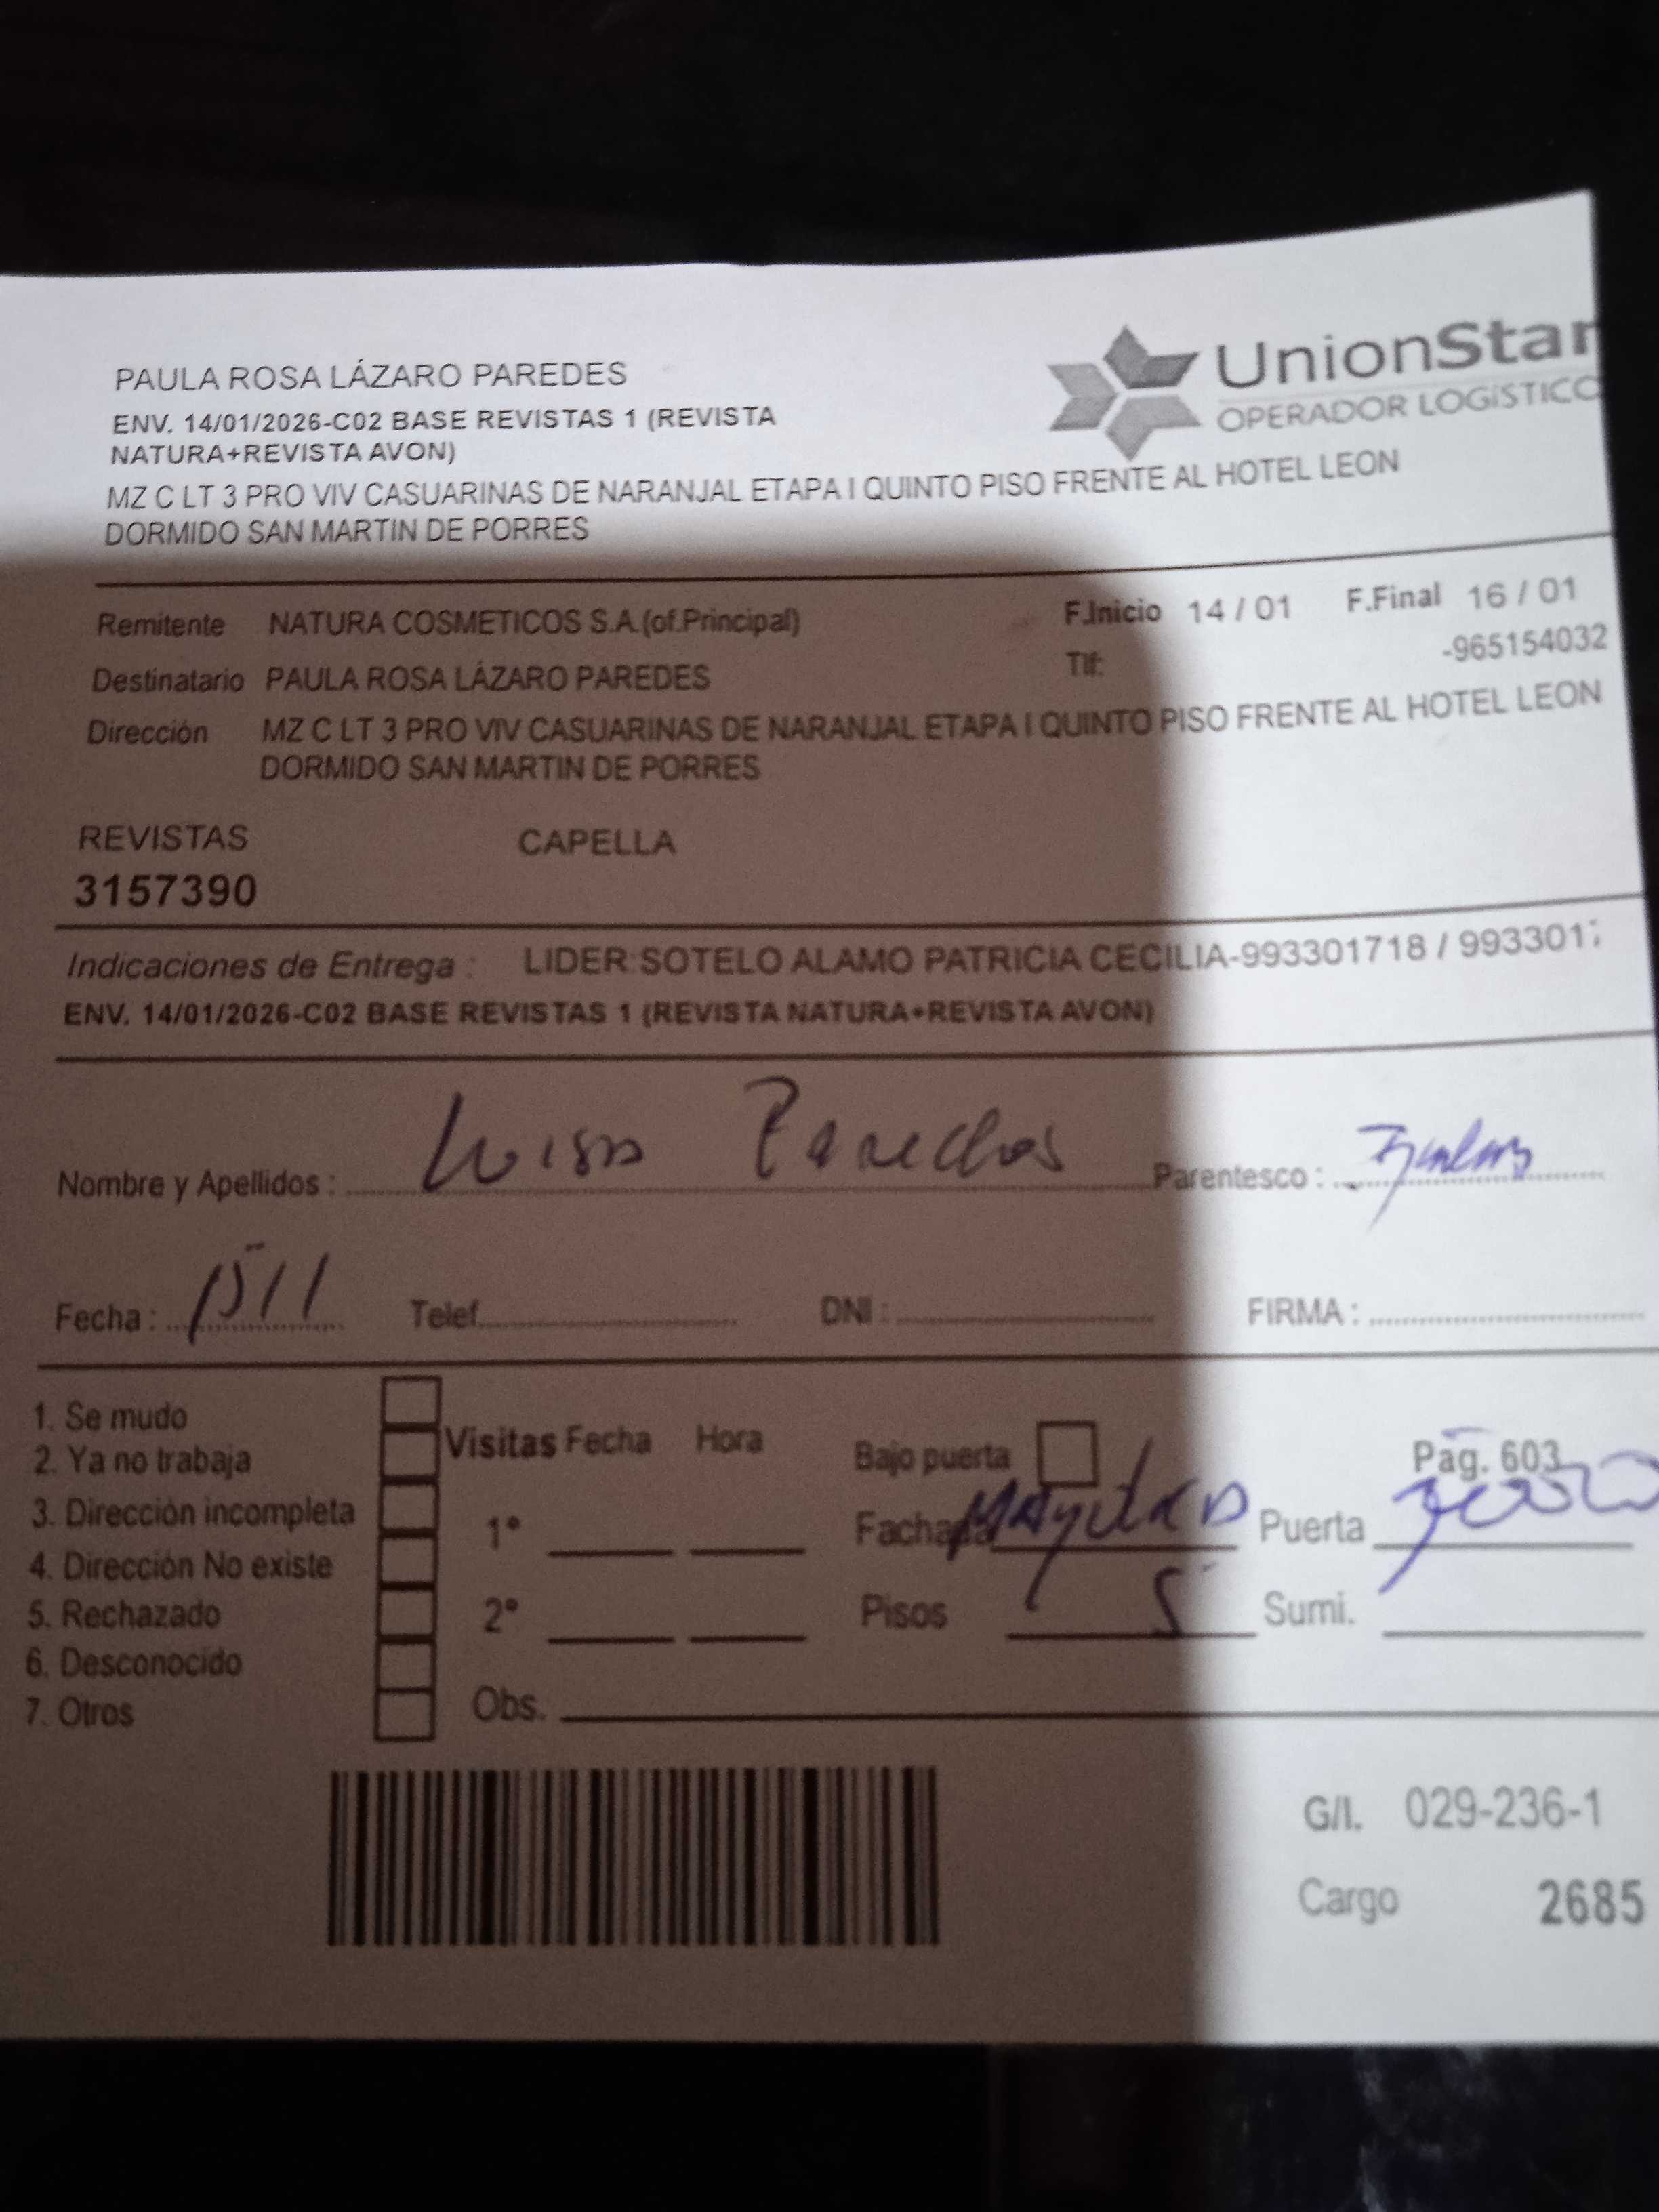 PAULA ROSA LÁZARO PAREDES
ENV. 14/01/2026-C02 BASE REVISTAS 1 (REVISTA
NATURA+REVISTA AVON)
MZ C LT 3 PRO VIV CASUARINAS DE NARANJAL ETAPA I QUINTO PISO FRENTE AL HOTEL LEON
DORMIDO SAN MARTIN DE PORRES
UnionStar
OPERADOR LOGÍSTICO
Remitente NATURA COSMETICOS S.A.(of.Principal) F.Inicio 14 / 01 F.Final 16 / 01
Destinatario PAULA ROSA LÁZARO PAREDES Tlf: -965154032
Dirección MZ C LT 3 PRO VIV CASUARINAS DE NARANJAL ETAPA I QUINTO PISO FRENTE AL HOTEL LEON
DORMIDO SAN MARTIN DE PORRES
REVISTAS CAPELLA
3157390
Indicaciones de Entrega : LIDER:SOTELO ALAMO PATRICIA CECILIA-993301718 / 993301
ENV. 14/01/2026-C02 BASE REVISTAS 1 (REVISTA NATURA+REVISTA AVON)
Nombre y Apellidos : Luisa Paredes Parentesco :
Fecha : 15/1 Telef. DNI : FIRMA :
1. Se mudo
2. Ya no trabaja
3. Dirección incompleta
4. Dirección No existe
5. Rechazado
6. Desconocido
7. Otros
Visitas Fecha Hora
1°
2°
Obs.
Bajo puerta Pág. 603
Fachada Puerta
Pisos 5 Sumi.
G/I. 029-236-1
Cargo 2685